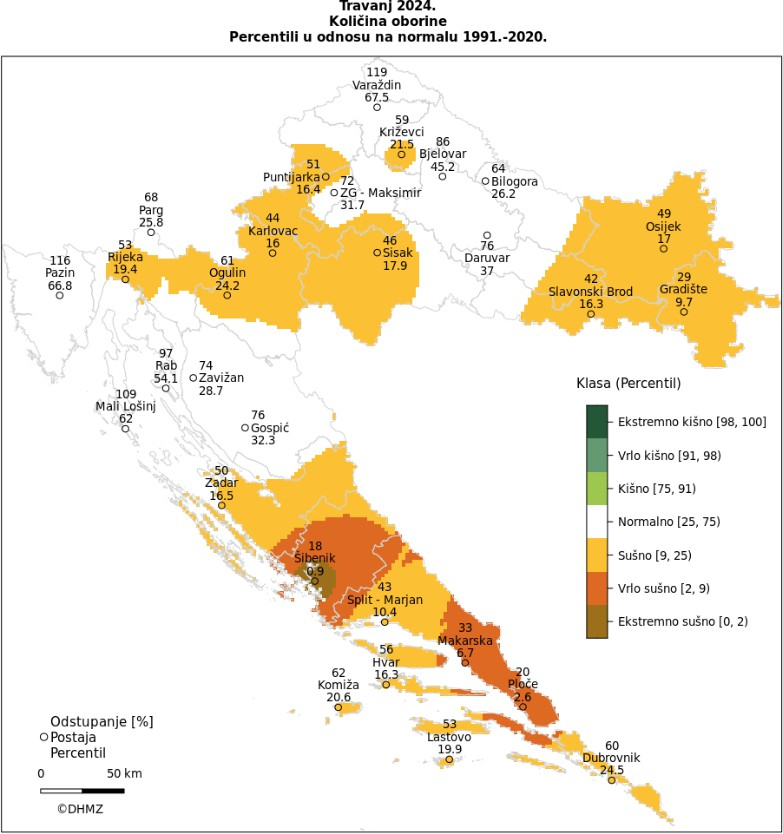 Travanj 2024.
Količina oborine
Percentili u odnosu na normalu 1991.-2020.
119
Varaždin
67.5
59
Križevci
21.5
86
Bjelovar
45.2
51
Puntijarka
16.4
72
ZG - Maksimir
31.7
64
Bilogora
26.2
68
Parg
25.8
44
Karlovac
16
46
Sisak
17.9
76
Daruvar
37
49
Osijek
17
53
Rijeka
19.4
116
Pazin
66.8
61
Ogulin
24.2
42
Slavonski Brod
16.3
29
Gradište
9.7
97
Rab
54.1
74
Zavižan
28.7
109
Mali Lošinj
62
76
Gospić
32.3
Klasa (Percentil)
Ekstremno kišno [98, 100]
Vrlo kišno [91, 98)
Kišno [75, 91)
Normalno [25, 75)
Sušno [9, 25)
Vrlo sušno [2, 9)
Ekstremno sušno [0, 2)
50
Zadar
16.5
18
Šibenik
0.9
43
Split - Marjan
10.4
33
Makarska
6.7
56
Hvar
16.3
62
Komiža
20.6
20
Ploče
2.6
53
Lastovo
19.9
60
Dubrovnik
24.5
Odstupanje [%]
Postaja
Percentil
0 50 km
©DHMZ